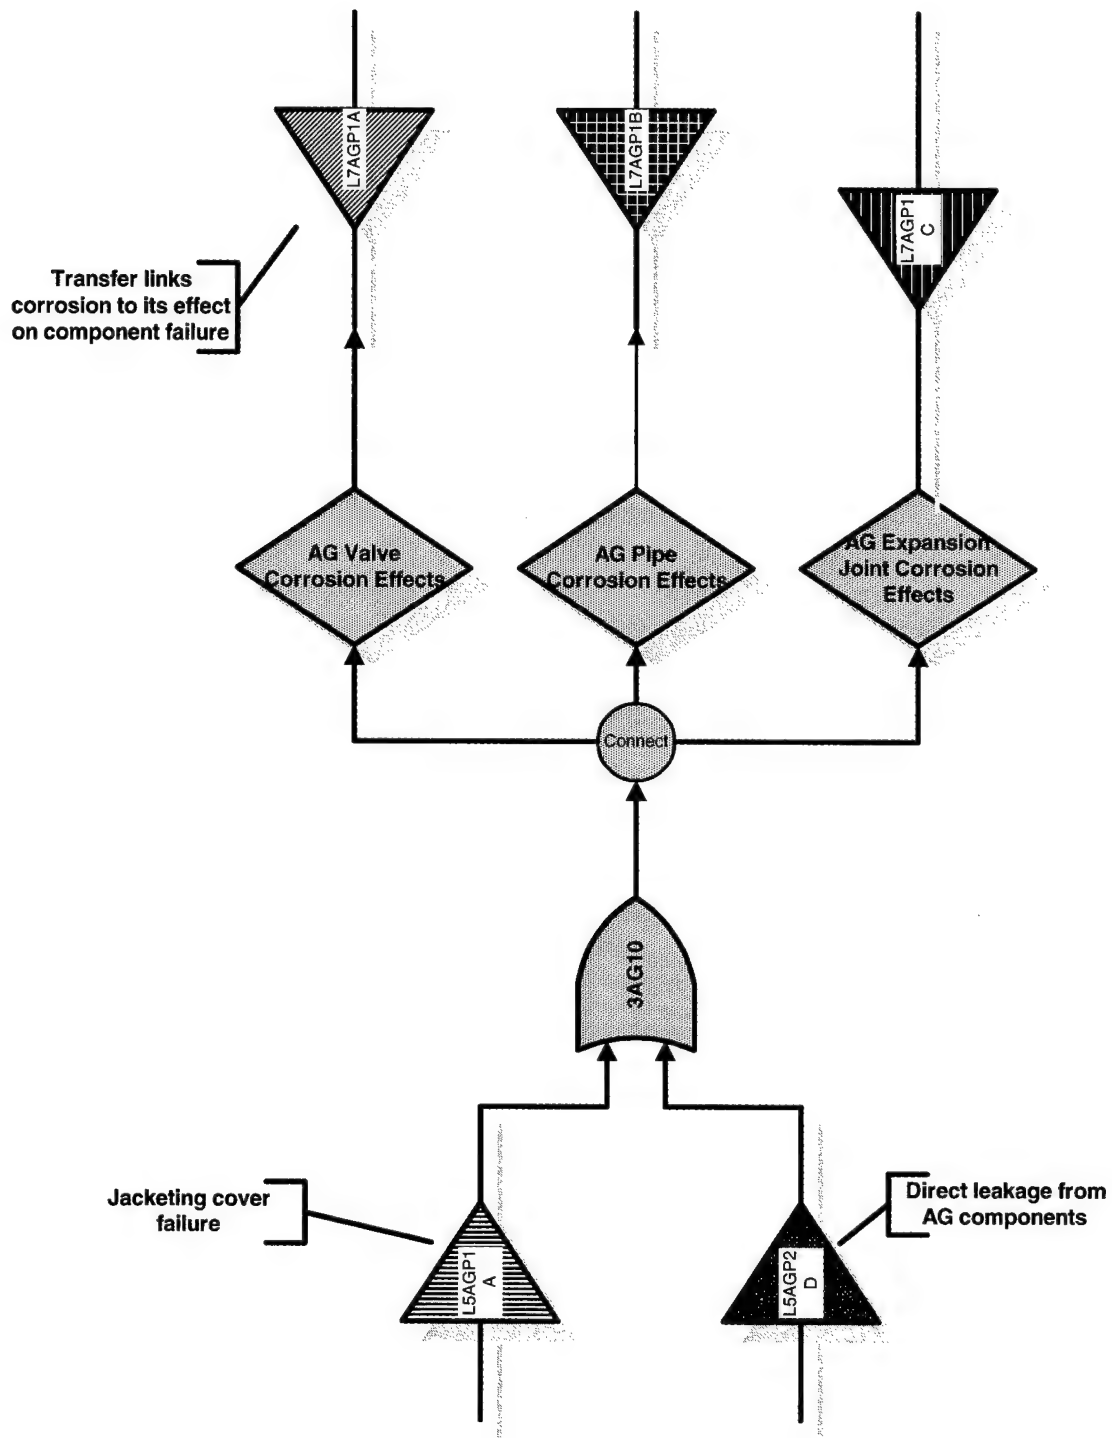 L7AGP1A
L7AGP1B
L7AGP1
C
Transfer links
corrosion to its effect
on component failure
AG Valve
Corrosion Effects
AG Pipe
Corrosion Effects
AG Expansion
Joint Corrosion
Effects
Connect
3AG10
Jacketing cover
failure
L5AGP1
A
L5AGP2
D
Direct leakage from
AG components